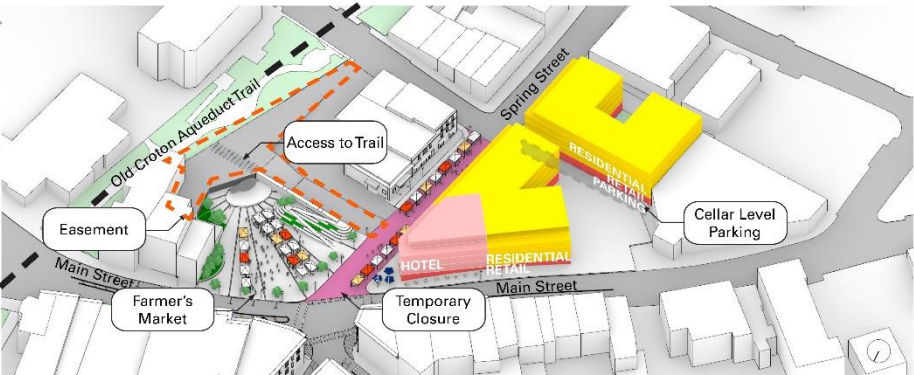 Old Croton Aqueduct Trail
Spring Street
Access to Trail
RESIDENTIAL
RETAIL
PARKING
Easement
Cellar Level
Parking
Main Street
HOTEL
RESIDENTIAL
RETAIL
Main Street
Farmer's
Market
Temporary
Closure